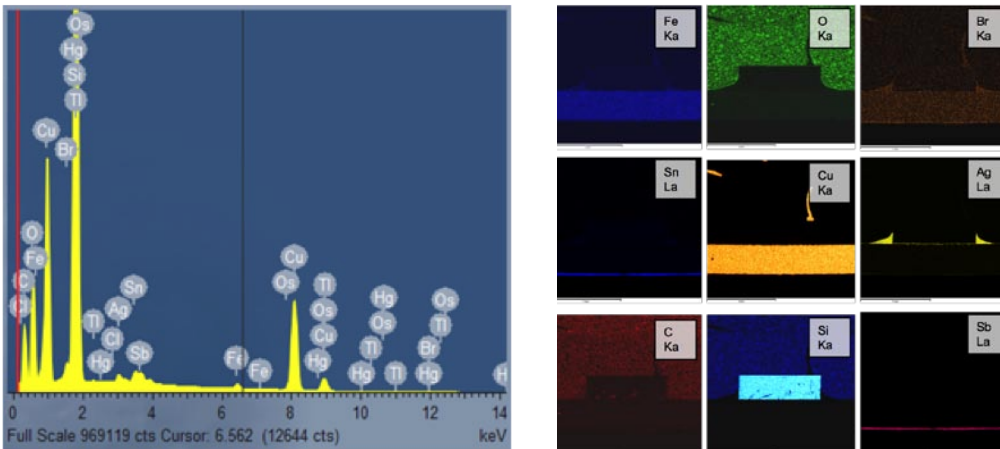 Os
Hg
Si
Tl
Cu
Br
O
Fe
C
Cl
Tl
Hg
Ag
Cl
Sn
Sb
Fe
Fe
Cu
Os
Tl
Os
Cu
Hg
Hg
Os
Tl
Hg
Tl
Os
Tl
Br
Hg
H
0 2 4 6 8 10 12 14
Full Scale 969119 cts Cursor: 6.562 (12644 cts) keV
Fe
Ka
O
Ka
Br
Ka
Sn
La
Cu
Ka
Ag
La
C
Ka
Si
Ka
Sb
La